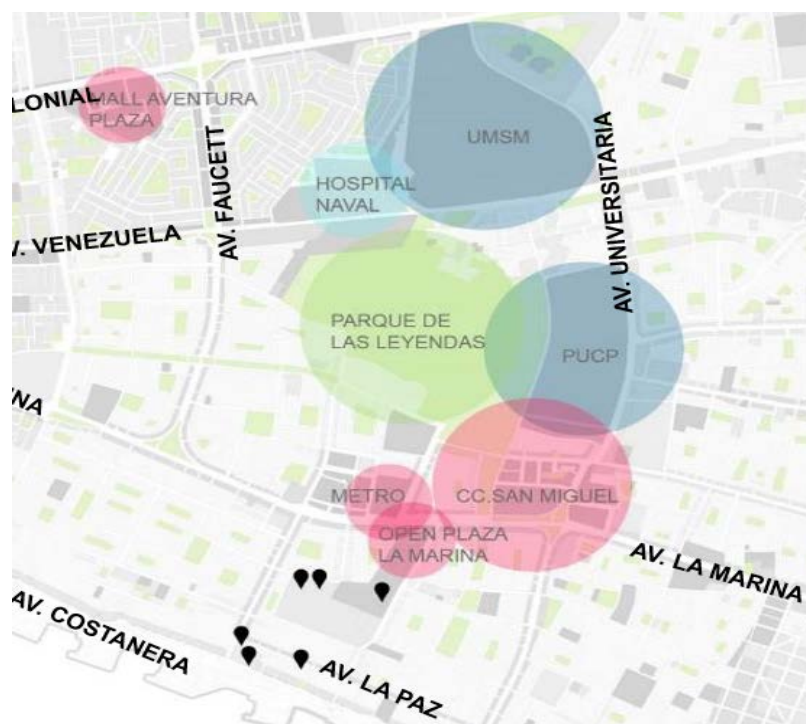 LONIAL
MALL AVENTURA
PLAZA
AV. FAUCETT
UMSM
AV. UNIVERSITARIA
HOSPITAL
NAVAL
V. VENEZUELA
PARQUE DE
LAS LEYENDAS
PUCP
NA
METRO
CC.SAN MIGUEL
OPEN PLAZA
LA MARINA
AV. LA MARINA
AV. COSTANERA
AV. LA PAZ